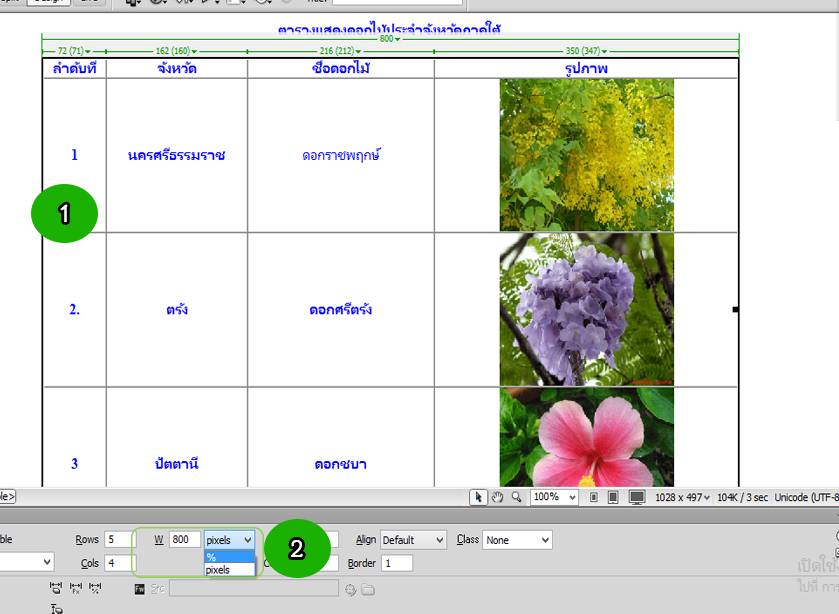 ตารางแสดงดอกไม้ประจำจังหวัดภาคใต้
800
72 (71) 162 (160) 216 (212) 350 (347)
ลำดับที่ จังหวัด ชื่อดอกไม้ รูปภาพ
1 นครศรีธรรมราช ดอกราชพฤกษ์
1
2. ตรัง ดอกศรีตรัง
3 ปัตตานี ดอกชบา
le> 100% 1028 x 497 104K / 3 sec Unicode (UTF-8
ble Rows 5 W 800 pixels Align Default Class None
% 2
Cols 4 pixels C Border 1
เปิดใช้
Fw Src ไปที่ การ